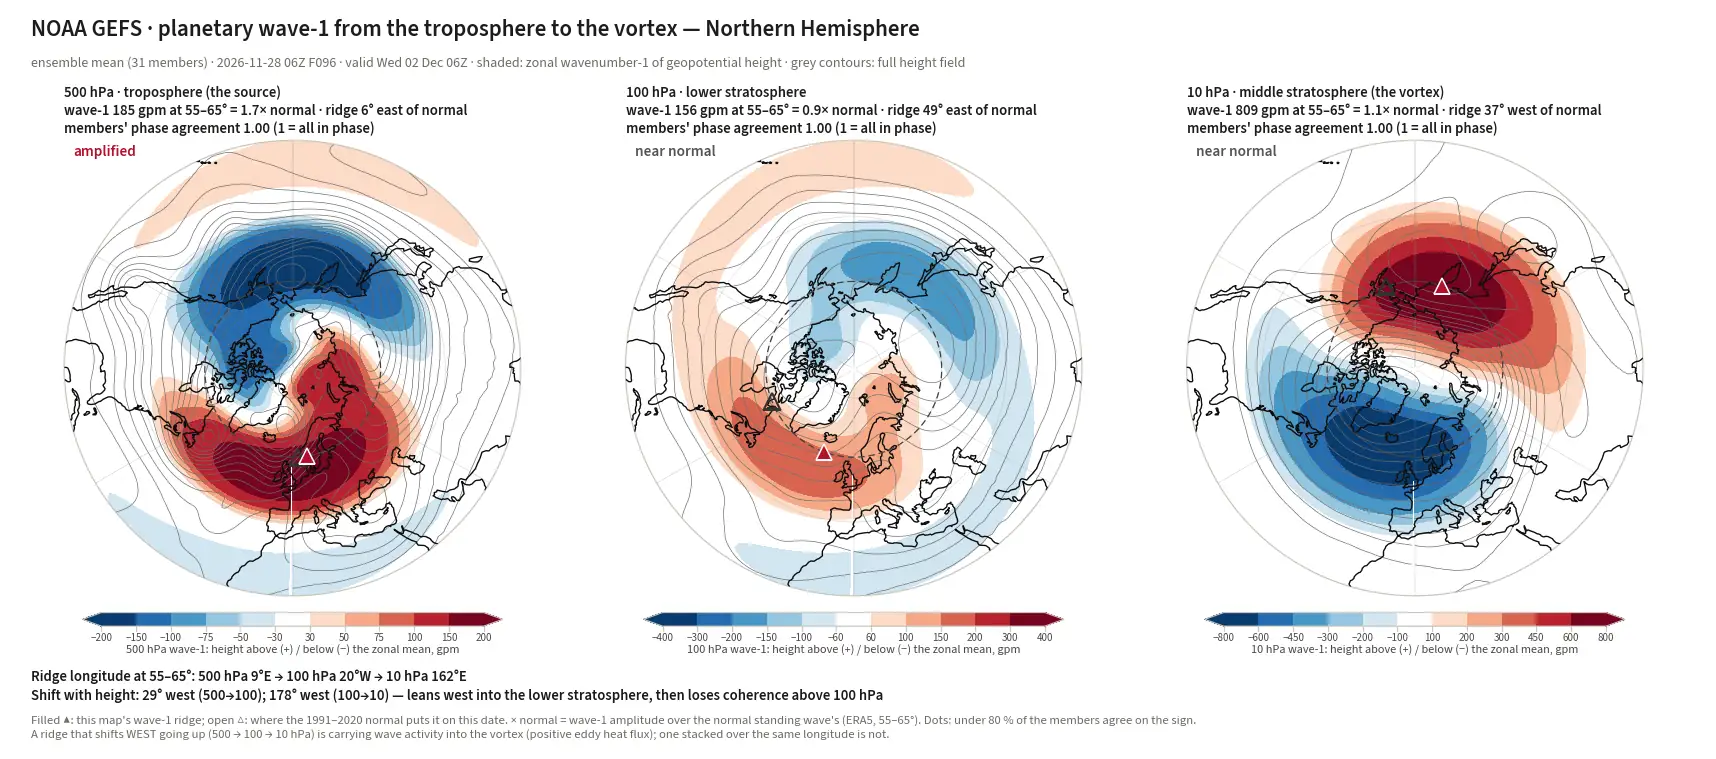 NOAA GEFS · planetary wave-1 from the troposphere to the vortex — Northern Hemisphere
ensemble mean (31 members) · 2026-11-28 06Z F096 · valid Wed 02 Dec 06Z · shaded: zonal wavenumber-1 of geopotential height · grey contours: full height field
500 hPa · troposphere (the source)
wave-1 185 gpm at 55–65° = 1.7× normal · ridge 6° east of normal
members' phase agreement 1.00 (1 = all in phase)
amplified
100 hPa · lower stratosphere
wave-1 156 gpm at 55–65° = 0.9× normal · ridge 49° east of normal
members' phase agreement 1.00 (1 = all in phase)
near normal
10 hPa · middle stratosphere (the vortex)
wave-1 809 gpm at 55–65° = 1.1× normal · ridge 37° west of normal
members' phase agreement 1.00 (1 = all in phase)
near normal
−200 −150 −100 −75 −50 −30 30 50 75 100 150 200
500 hPa wave-1: height above (+) / below (−) the zonal mean, gpm
−400 −300 −200 −150 −100 −60 60 100 150 200 300 400
100 hPa wave-1: height above (+) / below (−) the zonal mean, gpm
−800 −600 −450 −300 −200 −100 100 200 300 450 600 800
10 hPa wave-1: height above (+) / below (−) the zonal mean, gpm
Ridge longitude at 55–65°: 500 hPa 9°E → 100 hPa 20°W → 10 hPa 162°E
Shift with height: 29° west (500→100); 178° west (100→10) — leans west into the lower stratosphere, then loses coherence above 100 hPa
Filled ▲: this map's wave-1 ridge; open △: where the 1991–2020 normal puts it on this date. × normal = wave-1 amplitude over the normal standing wave's (ERA5, 55–65°). Dots: under 80 % of the members agree on the sign.
A ridge that shifts WEST going up (500 → 100 → 10 hPa) is carrying wave activity into the vortex (positive eddy heat flux); one stacked over the same longitude is not.